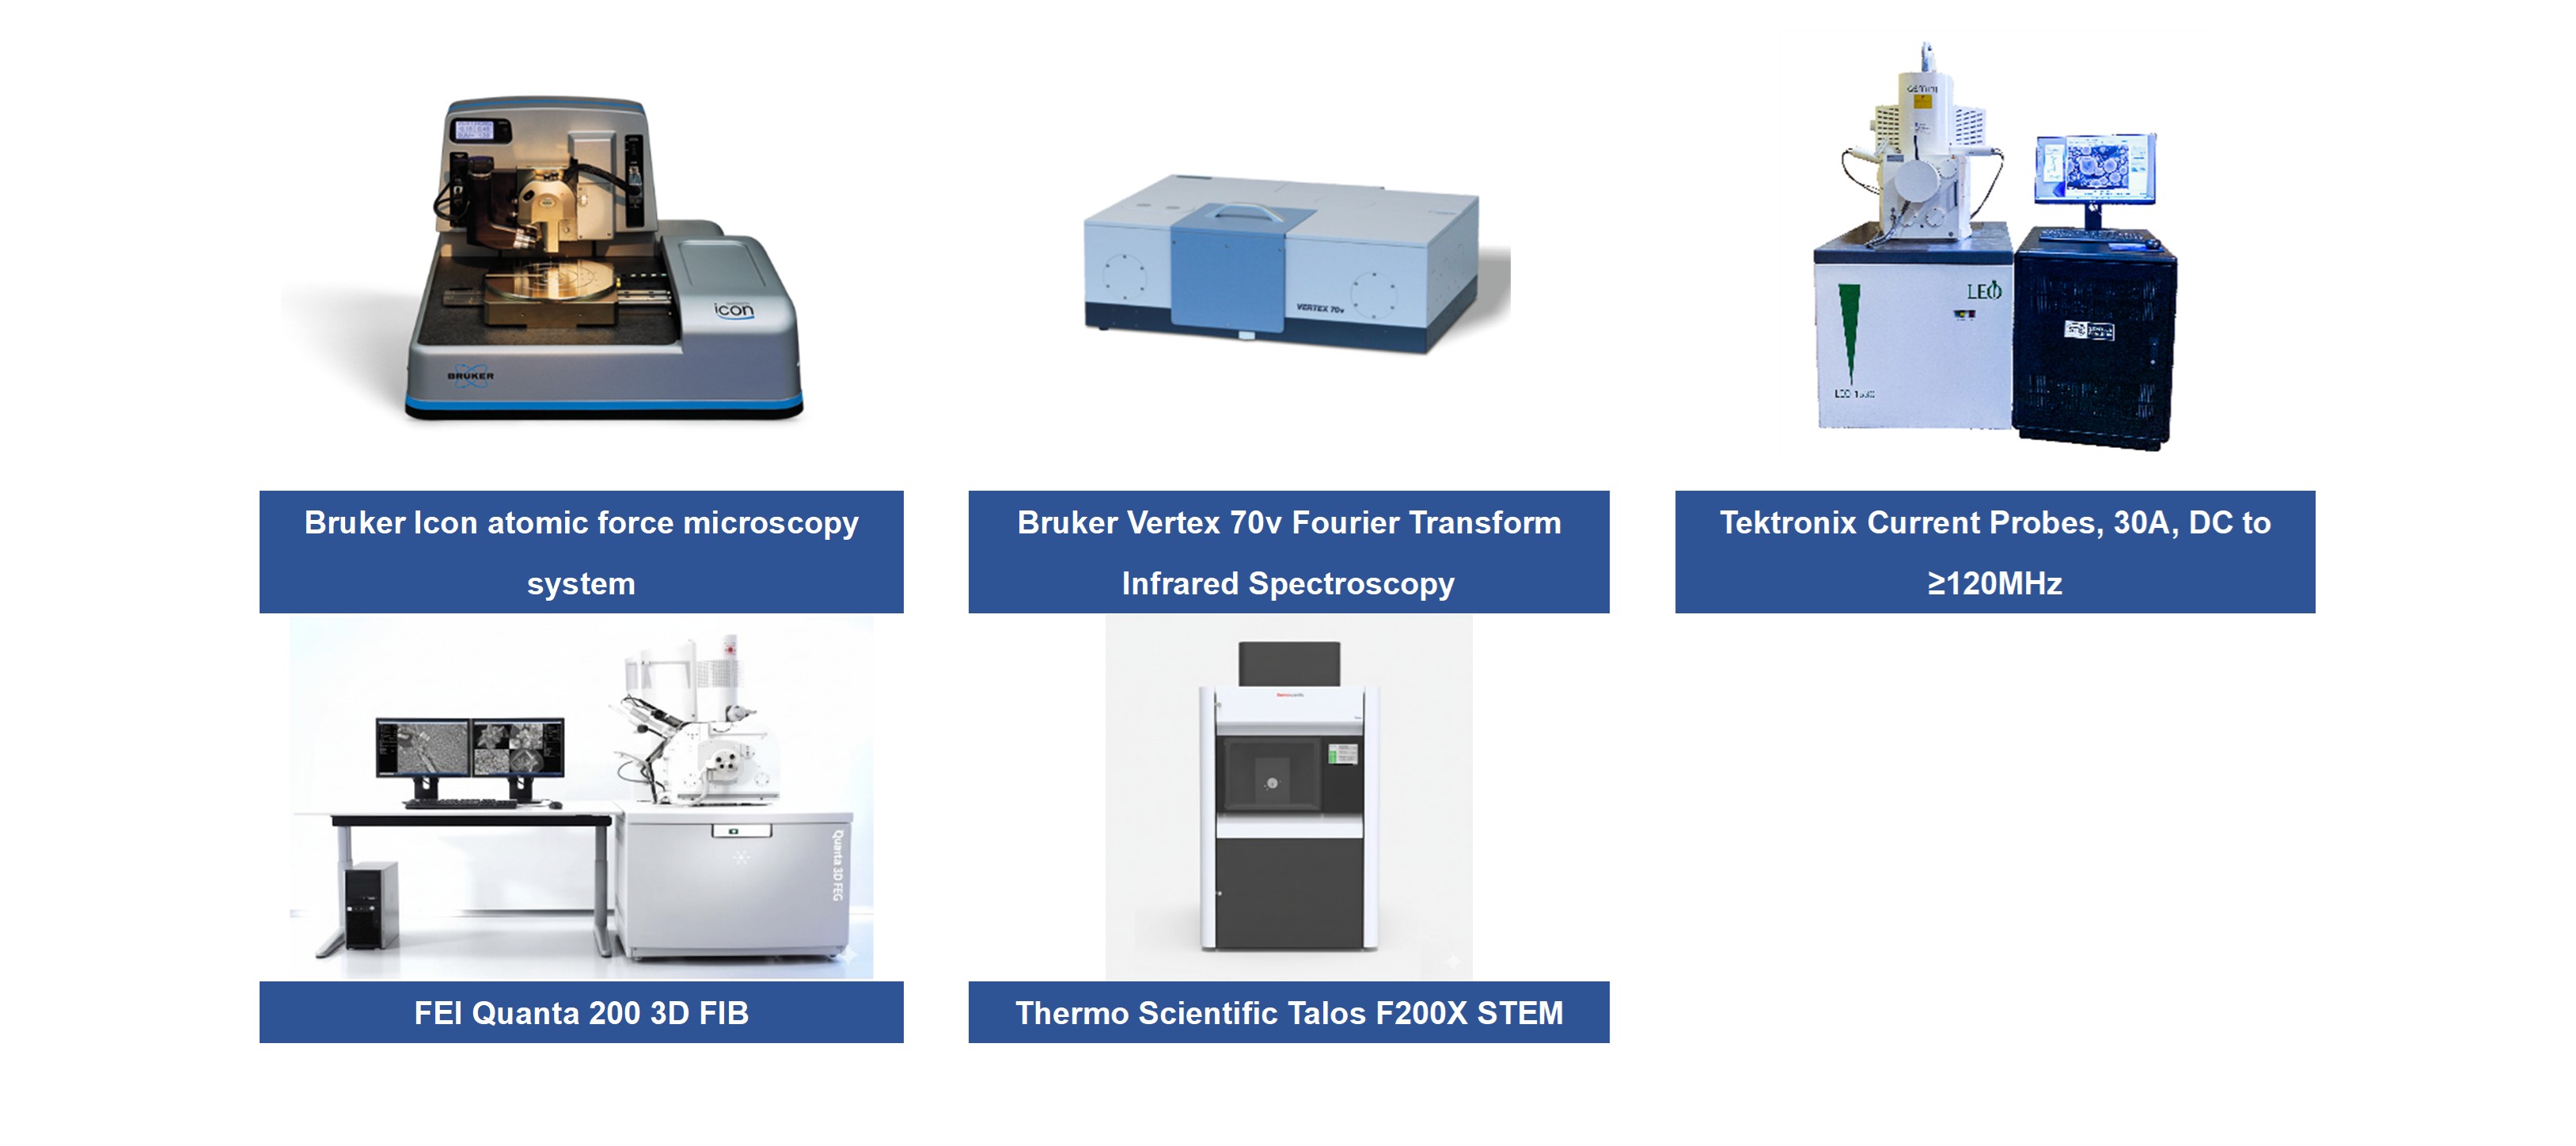 icon
BRUKER
VERTEX 70v
GEMINI
LEO
Bruker Icon atomic force microscopy
system
Bruker Vertex 70v Fourier Transform
Infrared Spectroscopy
Tektronix Current Probes, 30A, DC to
≥120MHz
Quanta 3D FEG
FEI Quanta 200 3D FIB
Thermo Scientific Talos F200X STEM